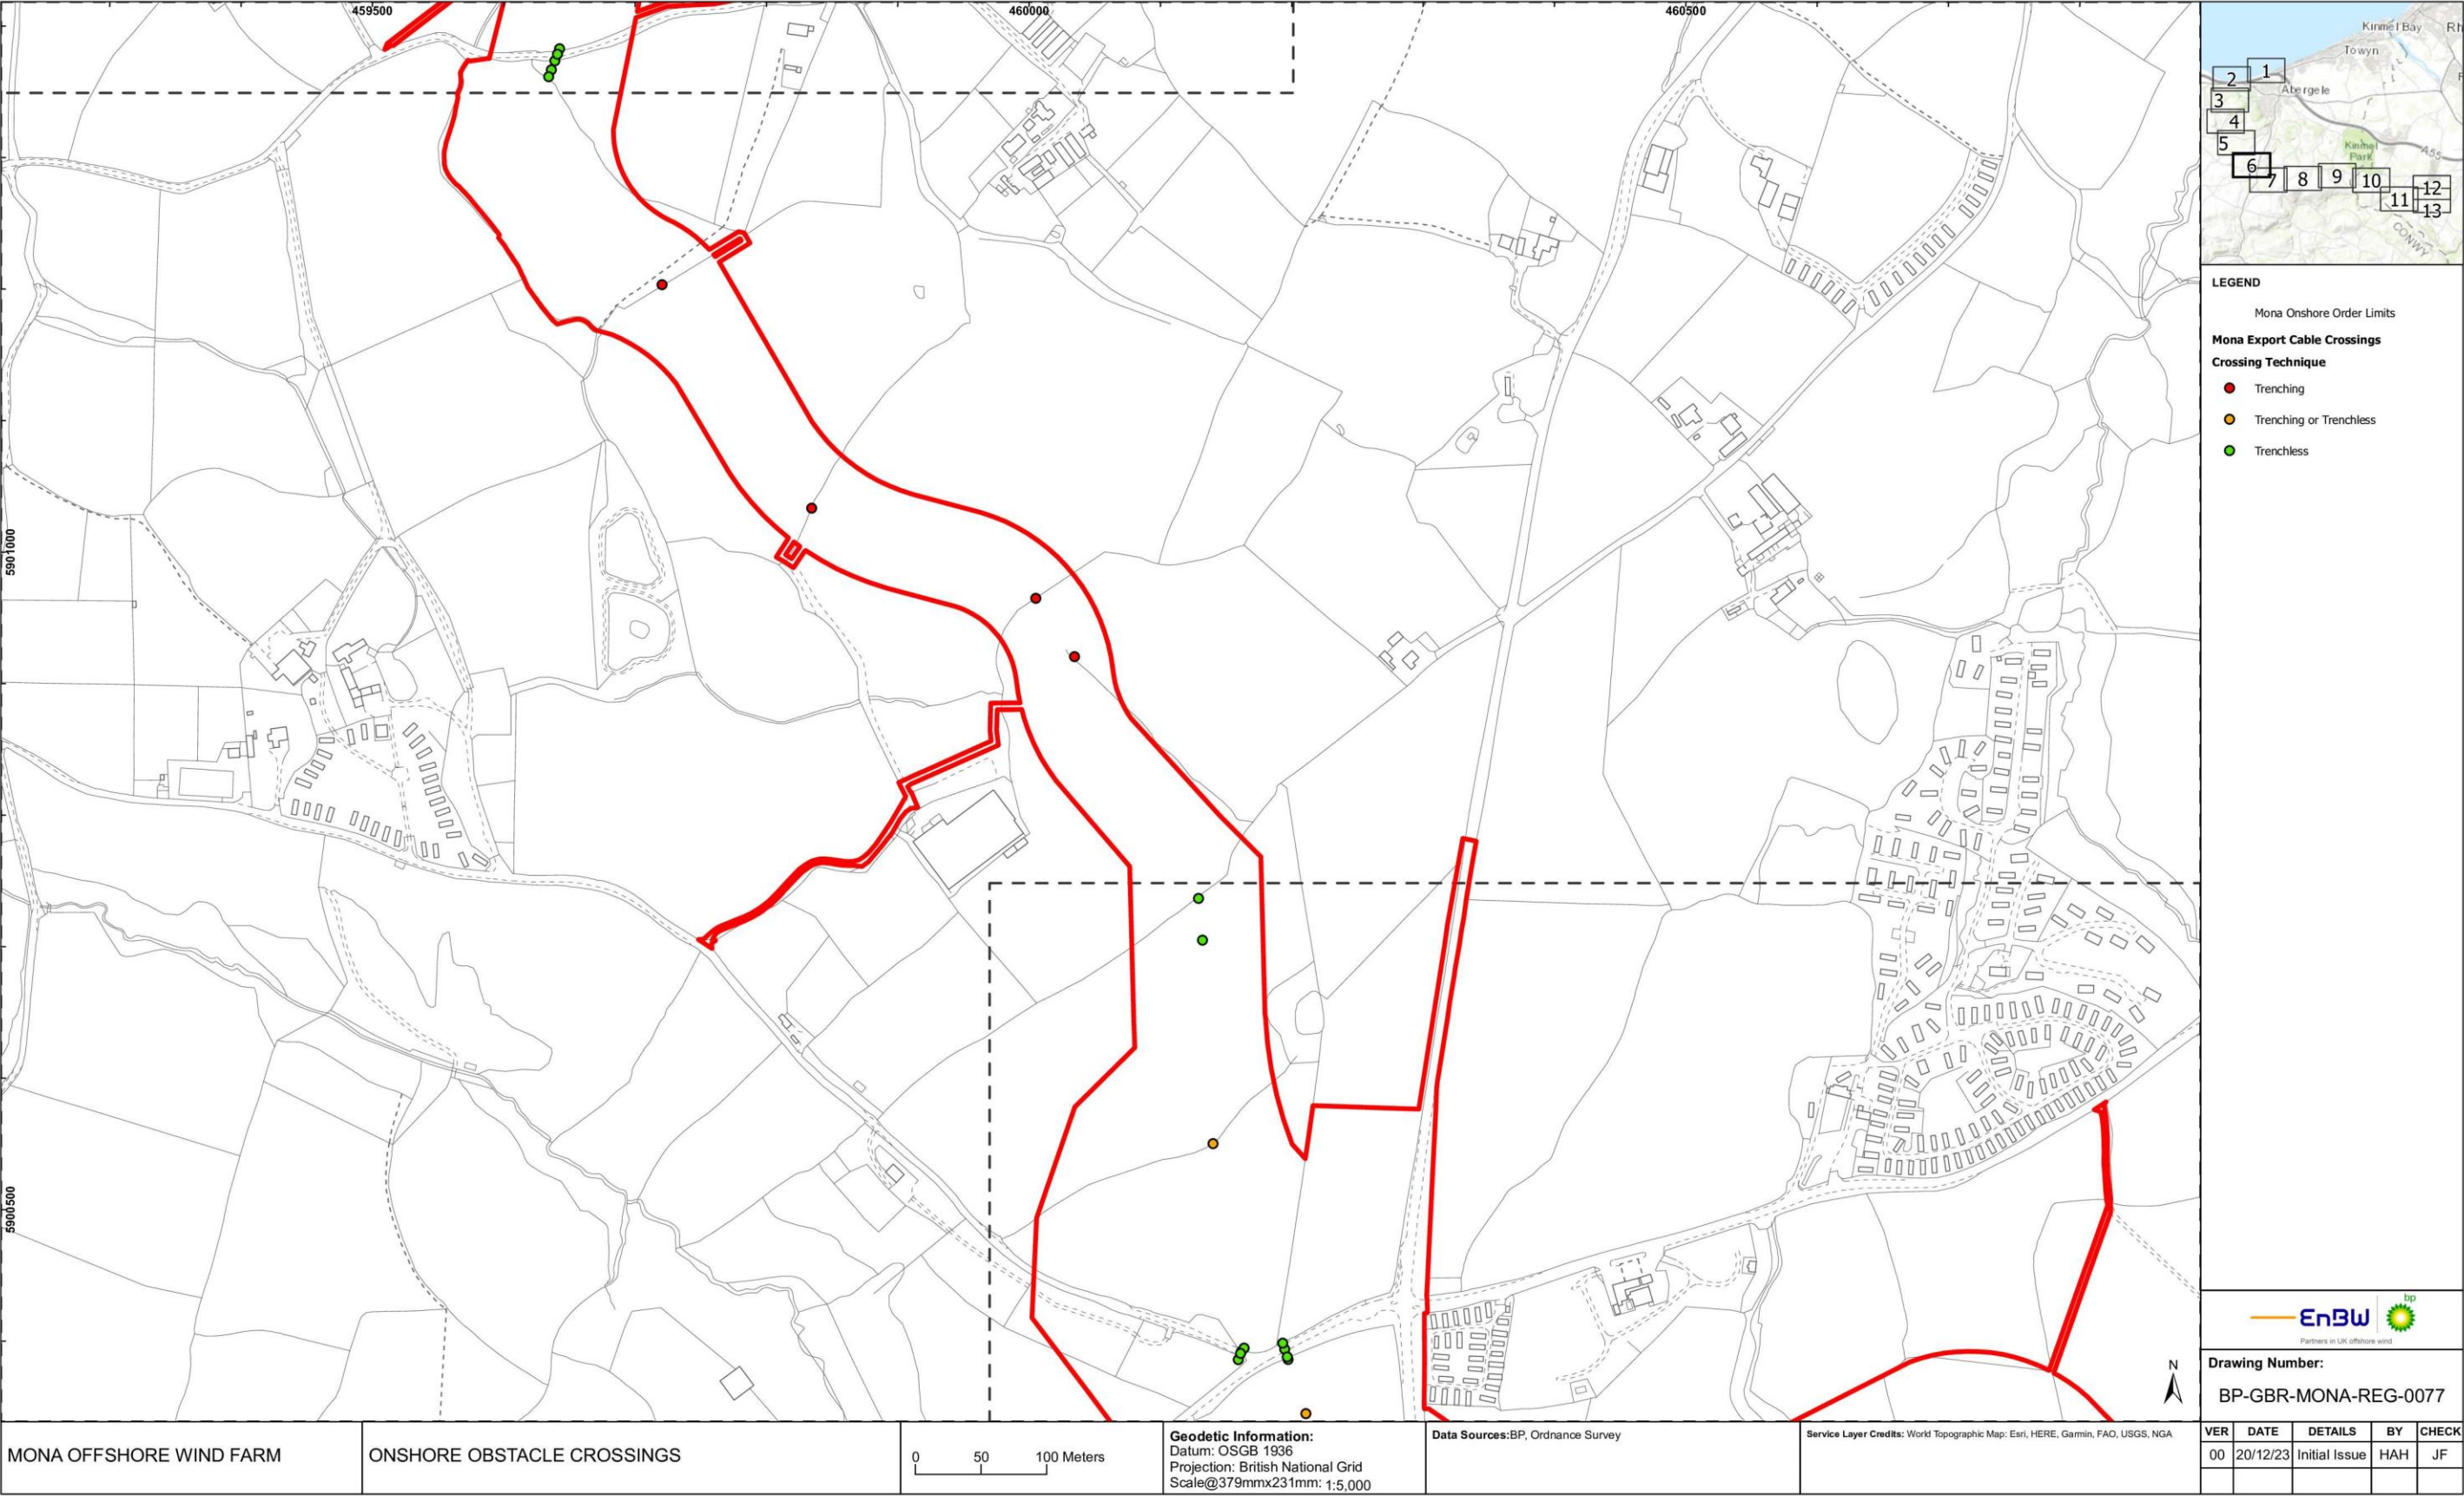 459500
460000
460500
5901000
5900500
Kinmel Bay
Rh
Towyn
Abergele
Kinmel
Park
A55
CONWY
1
2
3
4
5
6
7
8
9
10
11
12
13
LEGEND
Mona Onshore Order Limits
Mona Export Cable Crossings
Crossing Technique
Trenching
Trenching or Trenchless
Trenchless
N
EnBW
bp
Partners in UK offshore wind
Drawing Number:
BP-GBR-MONA-REG-0077
VER DATE DETAILS BY CHECK
00 20/12/23 Initial Issue HAH JF
MONA OFFSHORE WIND FARM
ONSHORE OBSTACLE CROSSINGS
0 50 100 Meters
Geodetic Information:
Datum: OSGB 1936
Projection: British National Grid
Scale@379mmx231mm: 1:5,000
Data Sources:BP, Ordnance Survey
Service Layer Credits: World Topographic Map: Esri, HERE, Garmin, FAO, USGS, NGA